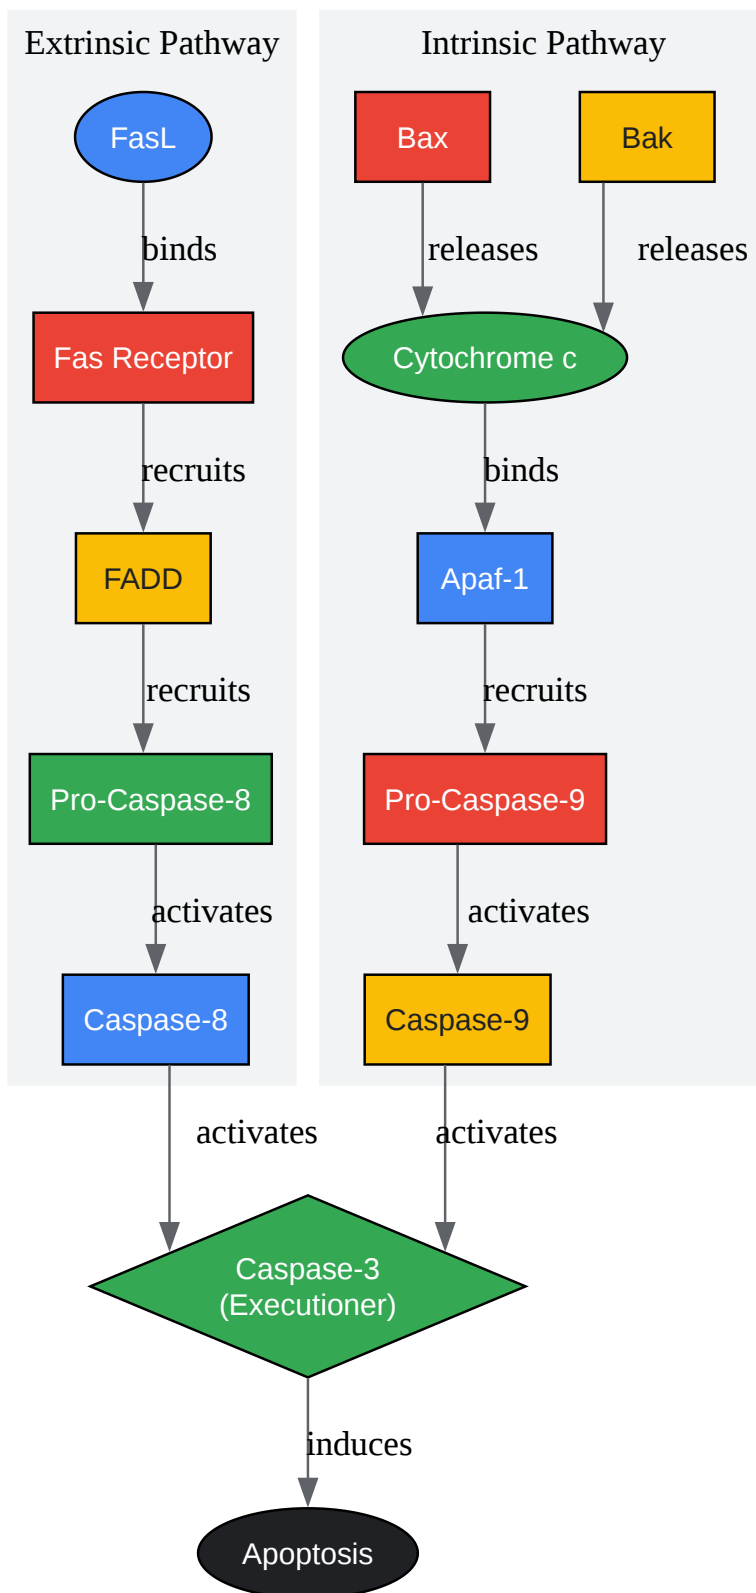 Extrinsic Pathway
Intrinsic Pathway
FasL
Bax
Bak
binds
releases
releases
Fas Receptor
Cytochrome c
recruits
binds
FADD
Apaf-1
recruits
recruits
Pro-Caspase-8
Pro-Caspase-9
activates
activates
Caspase-8
Caspase-9
activates
activates
Caspase-3
(Executioner)
induces
Apoptosis